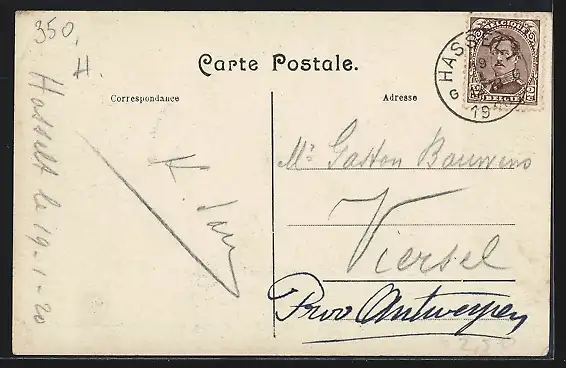 350,
H.
Carte Postale.
Correspondance
Adresse
BELGIQUE
BELGIË
HASSELT
19
Hasselt le 19-1-20
Mr Gaston Bauwens
Viersel
Prov Antwerpen